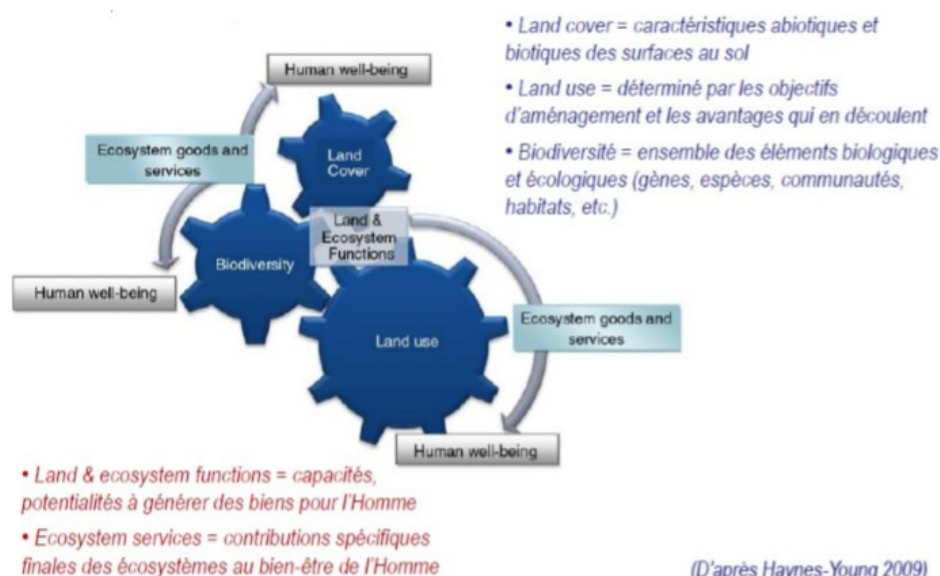 • Land cover = caractéristiques abiotiques et
biotiques des surfaces au sol
• Land use = déterminé par les objectifs
d'aménagement et les avantages qui en découlent
• Biodiversité = ensemble des éléments biologiques
et écologiques (gènes, espèces, communautés,
habitats, etc.)
Human well-being
Ecosystem goods and
services
Land
Cover
Land &
Ecosystem
Functions
Biodiversity
Human well-being
Land use
Ecosystem goods and
services
Human well-being
• Land & ecosystem functions = capacités,
potentialités à générer des biens pour l'Homme
• Ecosystem services = contributions spécifiques
finales des écosystèmes au bien-être de l'Homme
(D'après Haynes-Young 2009)